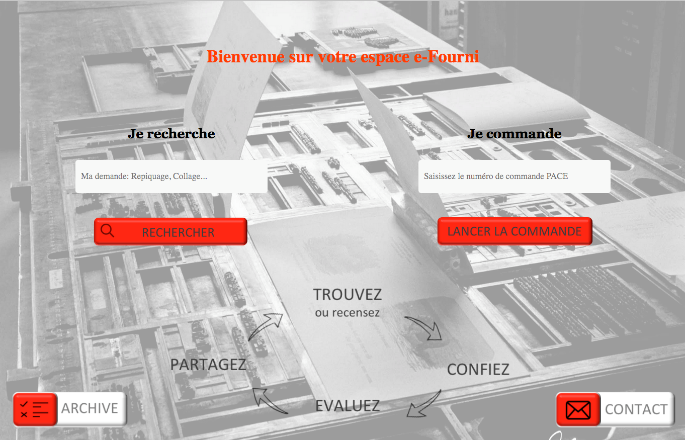 Bienvenue sur votre espace e-Fourni
Je recherche
Je commande
Ma demande: Repiquage, Collage...
Saisissez le numéro de commande PACE
RECHERCHER
LANCER LA COMMANDE
TROUVEZ
ou recensez
PARTAGEZ
CONFIEZ
EVALUEZ
ARCHIVE
CONTACT